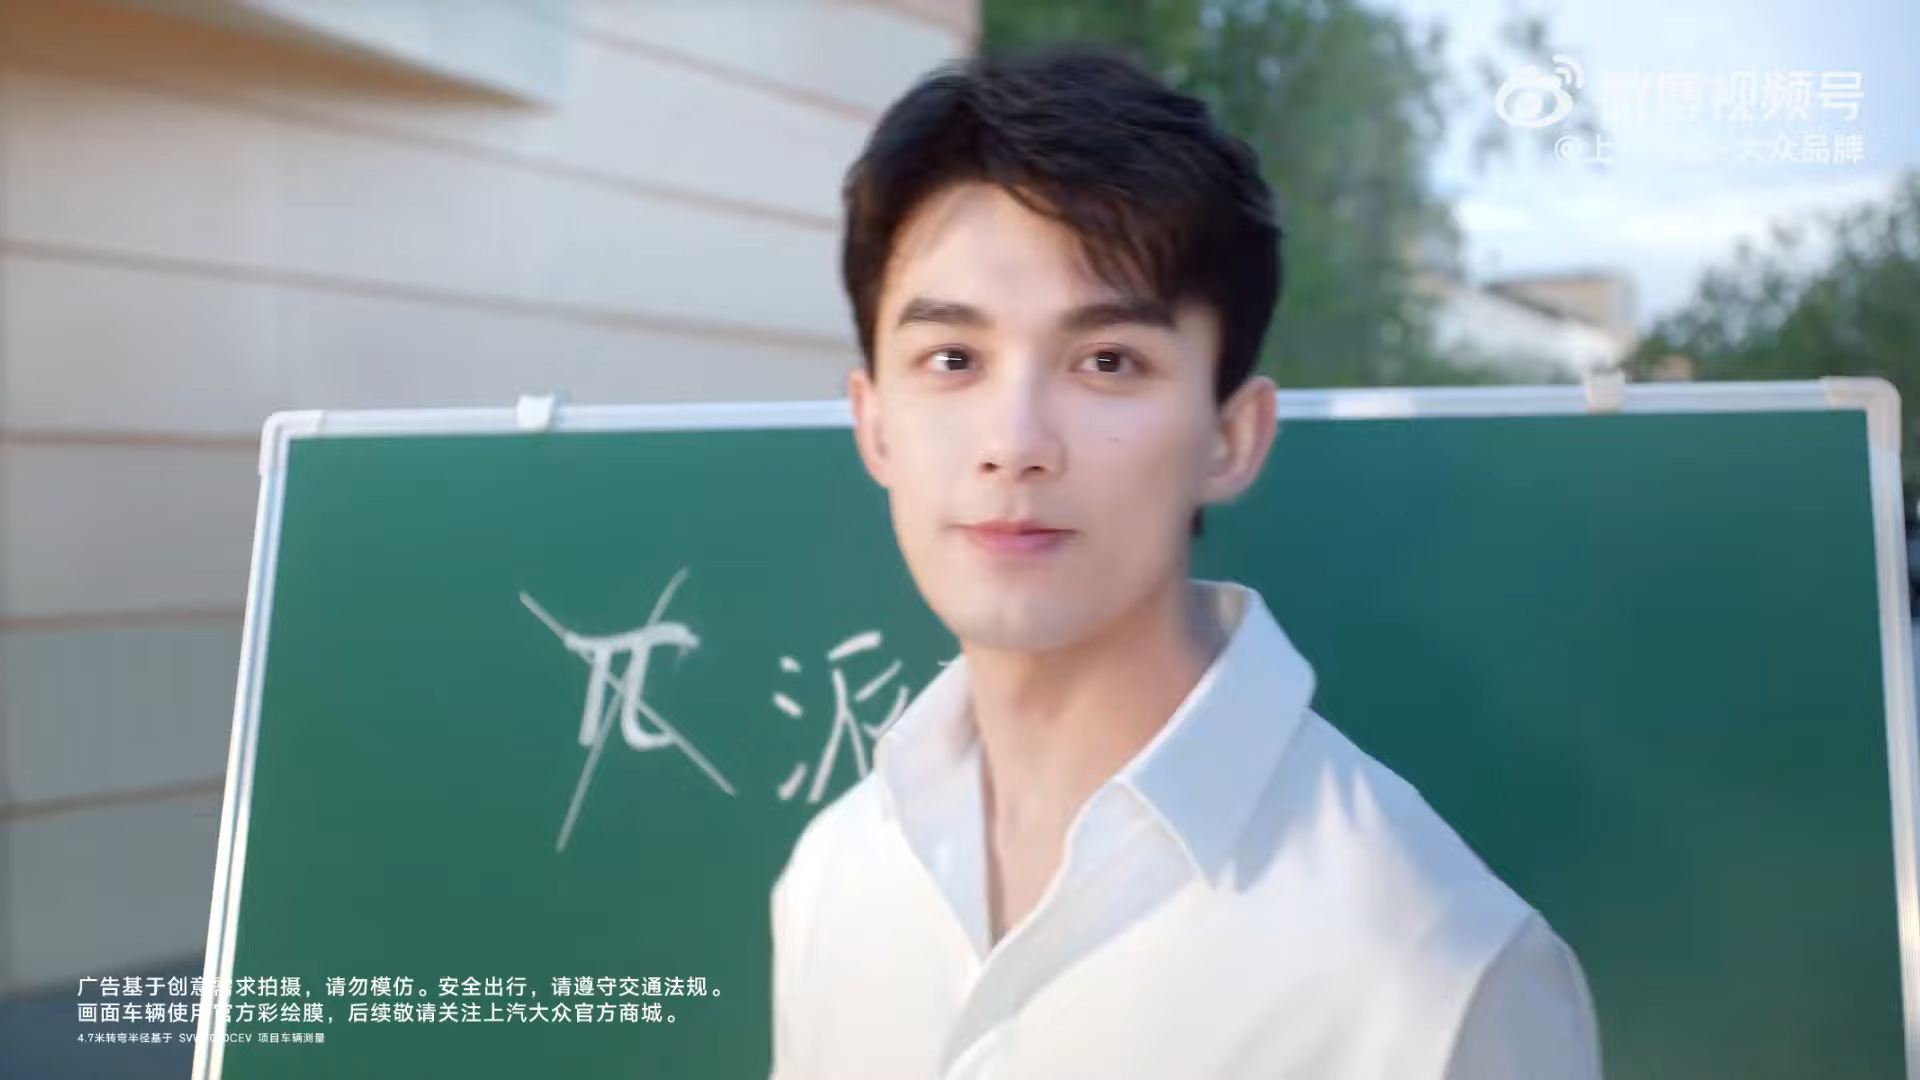 微博视频号
@上汽大众品牌
π 派
广告基于创意需求拍摄，请勿模仿。安全出行，请遵守交通法规。
画面车辆使用官方彩绘膜，后续敬请关注上汽大众官方商城。
4.7米转弯半径基于 项目车辆测量